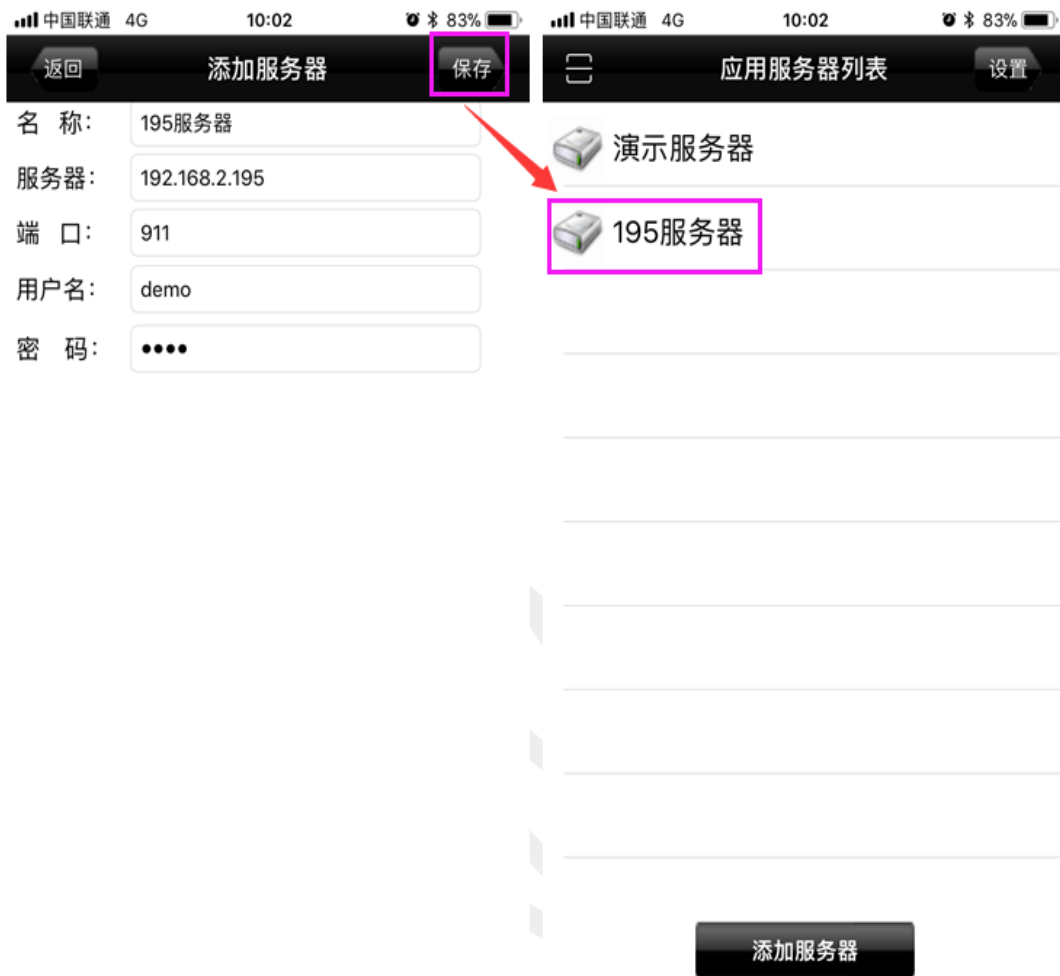 中国联通 4G 10:02 83%
返回 添加服务器 保存
名 称: 195服务器
服务器: 192.168.2.195
端 口: 911
用户名: demo
密 码: ••••
中国联通 4G 10:02 83%
应用服务器列表 设置
演示服务器
195服务器
添加服务器